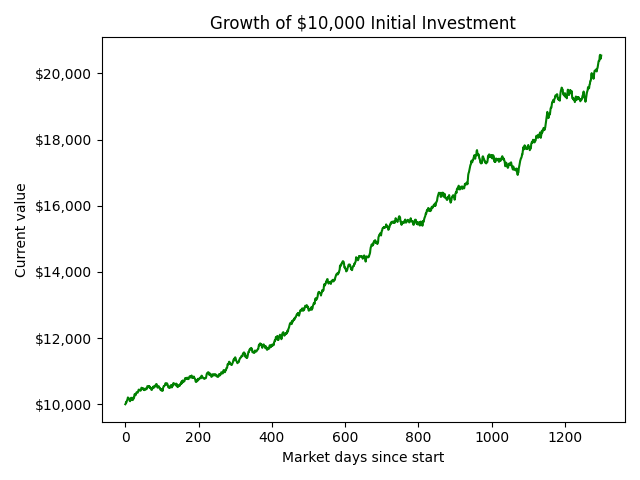 Growth of $10,000 Initial Investment
Current value
$20,000
$18,000
$16,000
$14,000
$12,000
$10,000
0 200 400 600 800 1000 1200
Market days since start